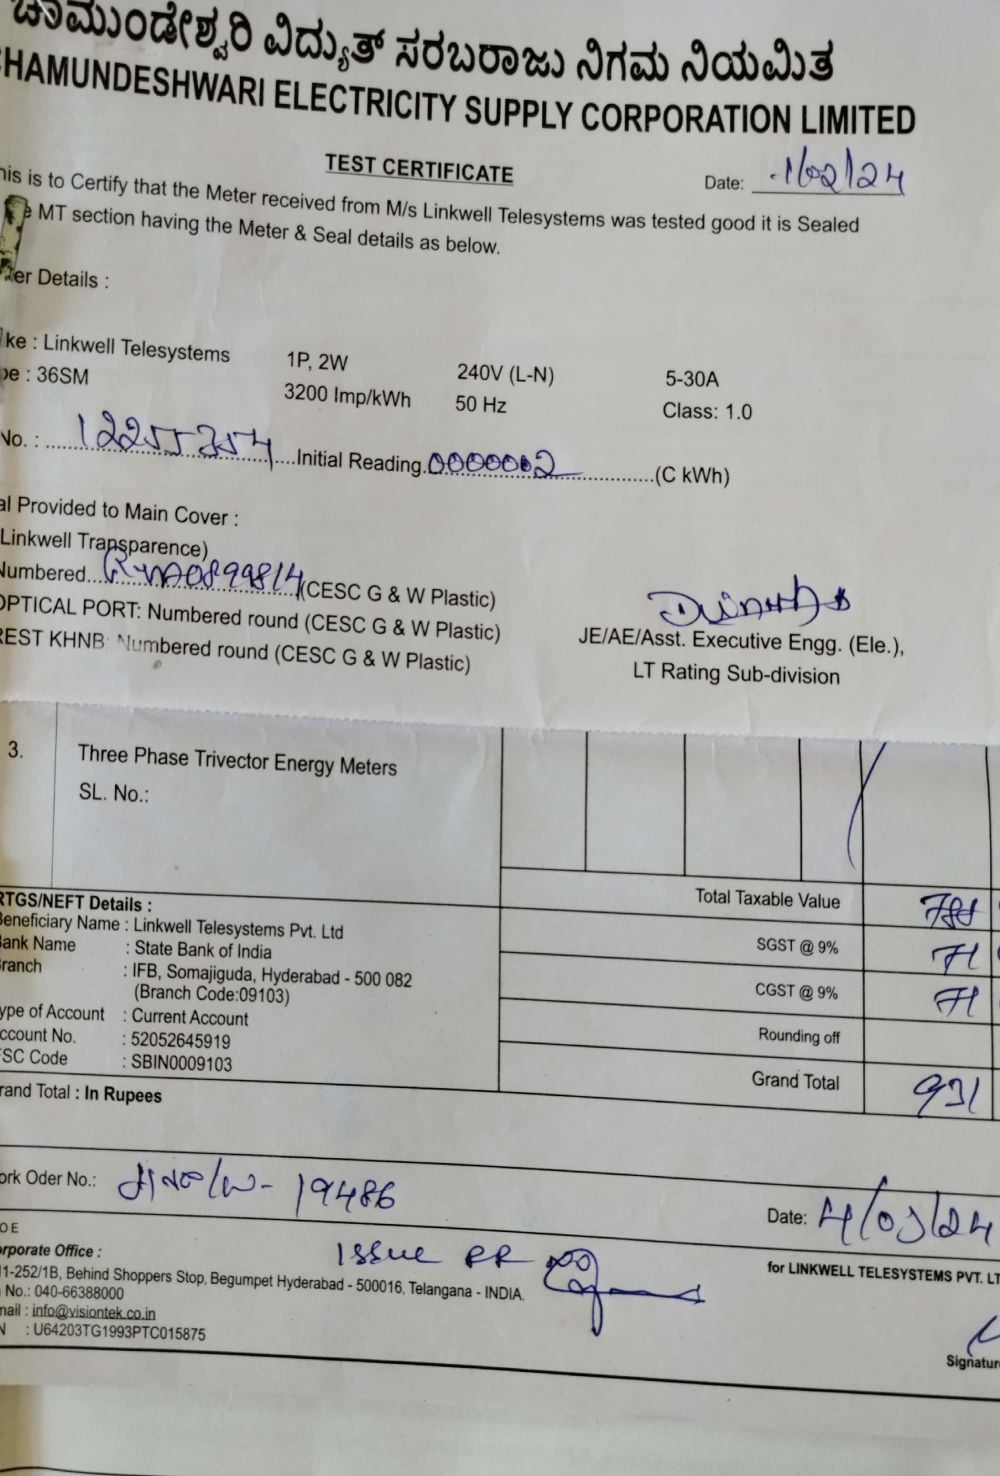 ಚಾಮುಂಡೇಶ್ವರಿ ವಿದ್ಯುತ್ ಸರಬರಾಜು ನಿಗಮ ನಿಯಮಿತ
HAMUNDESHWARI ELECTRICITY SUPPLY CORPORATION LIMITED
TEST CERTIFICATE
Date: 1/02/24
his is to Certify that the Meter received from M/s Linkwell Telesystems was tested good it is Sealed
MT section having the Meter & Seal details as below.
er Details :
ke : Linkwell Telesystems 1P, 2W 240V (L-N) 5-30A
pe : 36SM 3200 Imp/kWh 50 Hz Class: 1.0
No. : 12255354 Initial Reading 0000002 (C kWh)
al Provided to Main Cover :
Linkwell Transparence)
Numbered (CESC G & W Plastic)
OPTICAL PORT: Numbered round (CESC G & W Plastic)
REST KHNB: Numbered round (CESC G & W Plastic)
JE/AE/Asst. Executive Engg. (Ele.),
LT Rating Sub-division
3. Three Phase Trivector Energy Meters
SL. No.:
RTGS/NEFT Details :
Beneficiary Name : Linkwell Telesystems Pvt. Ltd
Bank Name : State Bank of India
Branch : IFB, Somajiguda, Hyderabad - 500 082
(Branch Code:09103)
ype of Account : Current Account
ccount No. : 52052645919
SC Code : SBIN0009103
Total Taxable Value
SGST @ 9% 71
CGST @ 9% 71
Rounding off
Grand Total 931
rand Total : In Rupees
ork Oder No.: 19486
Date: 4/03/24
Issue RR
O E
orporate Office :
1-252/1B, Behind Shoppers Stop, Begumpet Hyderabad - 500016, Telangana - INDIA.
No.: 040-66388000
mail : info@visiontek.co.in
N : U64203TG1993PTC015875
for LINKWELL TELESYSTEMS PVT. LT
Signature